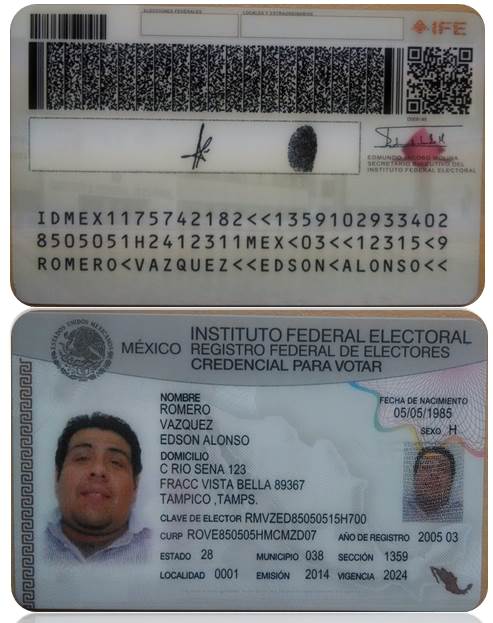 ELECCIONES FEDERALES
LOCALES Y EXTRAORDINARIAS
IFE
EDMUNDO JACOBO MOLINA
SECRETARIO EJECUTIVO DEL
INSTITUTO FEDERAL ELECTORAL
IDMEX1175742182<<1359102933402
8505051H2412311MEX<03<<12315<9
ROMERO<VAZQUEZ<<EDSON<ALONSO<<
ESTADOS UNIDOS MEXICANOS
MÉXICO
INSTITUTO FEDERAL ELECTORAL
REGISTRO FEDERAL DE ELECTORES
CREDENCIAL PARA VOTAR
NOMBRE
ROMERO
VAZQUEZ
EDSON ALONSO
FECHA DE NACIMIENTO
05/05/1985
SEXO H
DOMICILIO
C RIO SENA 123
FRACC VISTA BELLA 89367
TAMPICO ,TAMPS.
CLAVE DE ELECTOR RMVZED85050515H700
CURP ROVE850505HMCMZD07 AÑO DE REGISTRO 2005 03
ESTADO 28 MUNICIPIO 038 SECCIÓN 1359
LOCALIDAD 0001 EMISIÓN 2014 VIGENCIA 2024